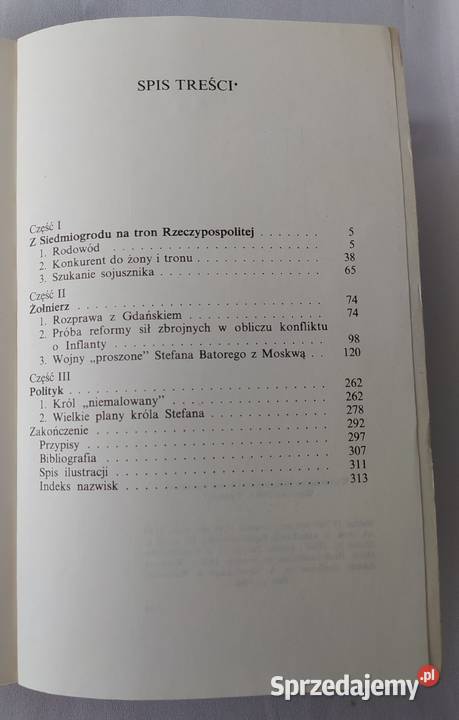 SPIS TREŚCI
Część I
Z Siedmiogrodu na tron Rzeczypospolitej . . . . . . . 5
1. Rodowód . . . . . . . . . . . . . . . . . 5
2. Konkurent do żony i tronu . . . . . . . . . . . 38
3. Szukanie sojusznika . . . . . . . . . . . . . 65
Część II
Żołnierz . . . . . . . . . . . . . . . . . . 74
1. Rozprawa z Gdańskiem . . . . . . . . . . . . 74
2. Próba reformy sił zbrojnych w obliczu konfliktu
o Inflanty . . . . . . . . . . . . . . . . . 98
3. Wojny „proszone" Stefana Batorego z Moskwą . . 120
Część III
Polityk . . . . . . . . . . . . . . . . . . . 262
1. Król „niemalowany" . . . . . . . . . . . . . 262
2. Wielkie plany króla Stefana . . . . . . . . . . 278
Zakończenie . . . . . . . . . . . . . . . . . 292
Przypisy . . . . . . . . . . . . . . . . . . 297
Bibliografia . . . . . . . . . . . . . . . . . 307
Spis ilustracji . . . . . . . . . . . . . . . . 311
Indeks nazwisk . . . . . . . . . . . . . . . . 313
Sprzedajemy.pl